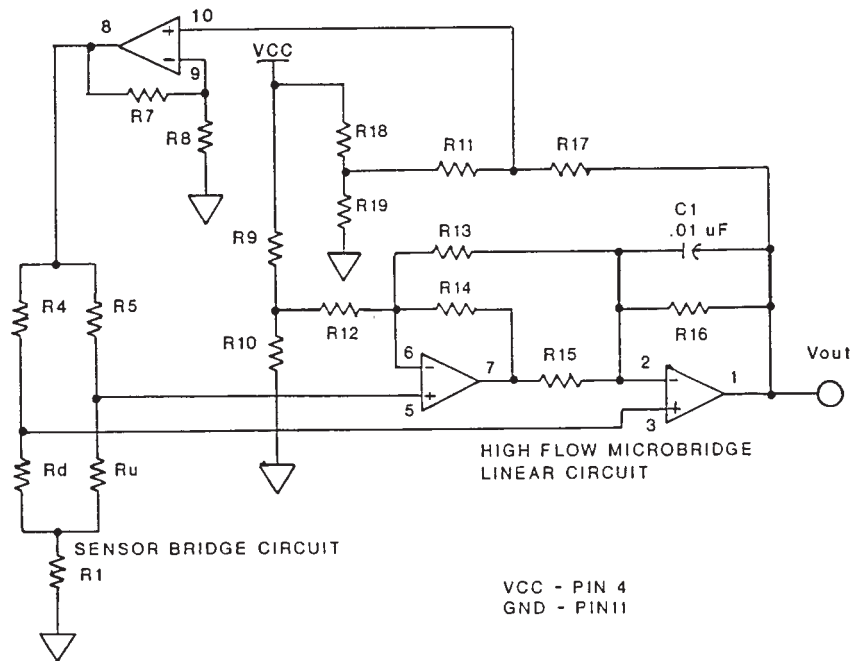 8
10
+
VCC
-
9
R7
R8
R18
R11
R17
R19
C1
.01 uF
R9
R13
R14
R4
R5
R12
R16
R10
6
-
7
R15
2
-
1
Vout
5
+
3
+
HIGH FLOW MICROBRIDGE
LINEAR CIRCUIT
Rd
Ru
SENSOR BRIDGE CIRCUIT
R1
VCC - PIN 4
GND - PIN11